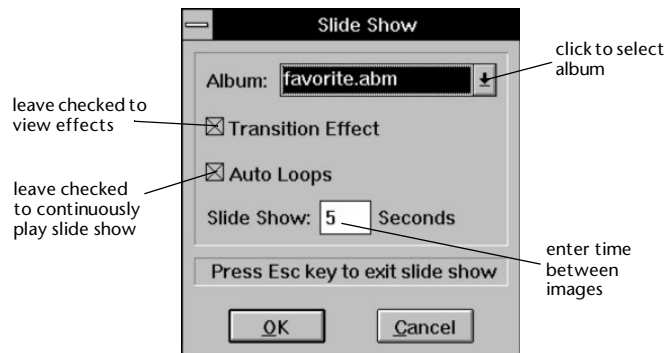 Slide Show
click to select
album
Album: favorite.abm
leave checked to
view effects
Transition Effect
leave checked
to continuously
play slide show
Auto Loops
Slide Show: 5 Seconds
enter time
between
images
Press Esc key to exit slide show
OK
Cancel